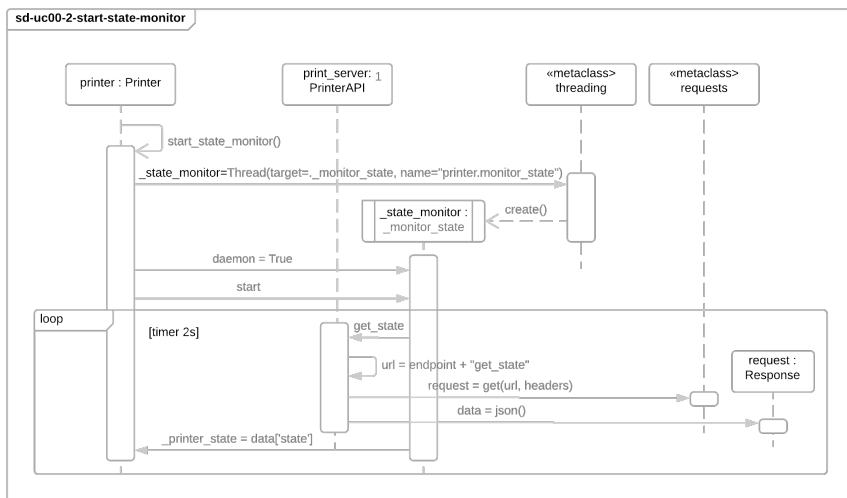 sd-uc00-2-start-state-monitor
printer : Printer
print_server: 1
PrinterAPI
«metaclass»
threading
«metaclass»
requests
start_state_monitor()
_state_monitor=Thread(target=._monitor_state, name="printer.monitor_state")
_state_monitor :
_monitor_state
create()
daemon = True
start
loop
[timer 2s]
get_state
url = endpoint + "get_state"
request :
Response
request = get(url, headers)
data = json()
_printer_state = data['state']